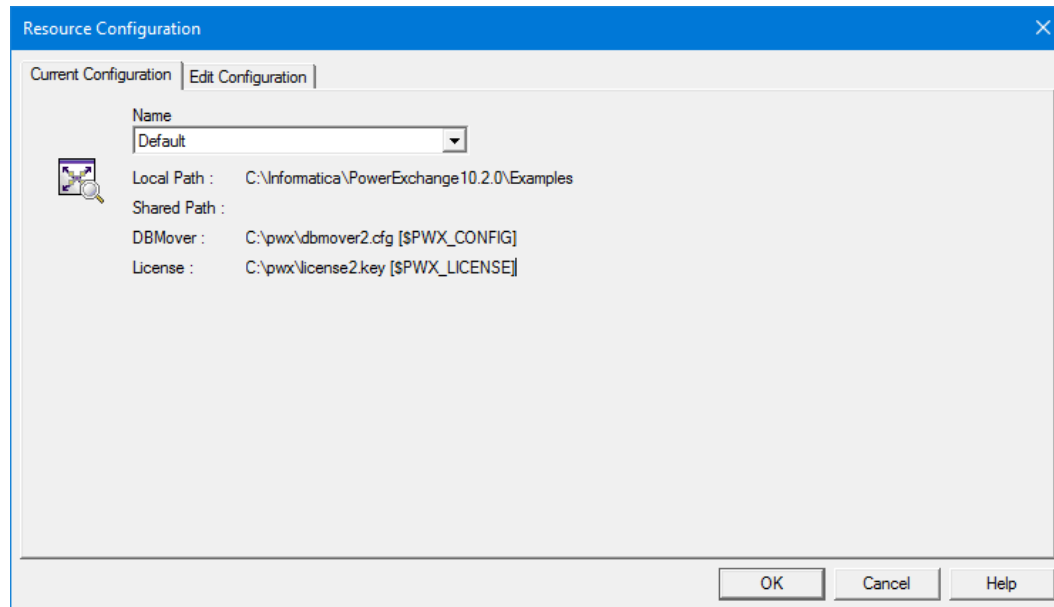 Resource Configuration
Current Configuration Edit Configuration
Name
Default
Local Path : C:\Informatica\PowerExchange10.2.0\Examples
Shared Path :
DBMover : C:\pwx\dbmover2.cfg [$PWX_CONFIG]
License : C:\pwx\license2.key [$PWX_LICENSE]
OK Cancel Help